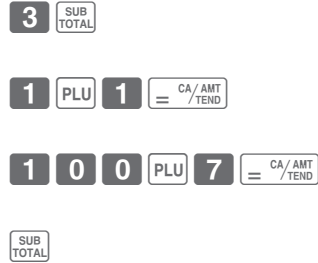 3 SUB TOTAL
1 PLU 1 = CA/AMT/TEND
1 0 0 PLU 7 = CA/AMT/TEND
SUB TOTAL